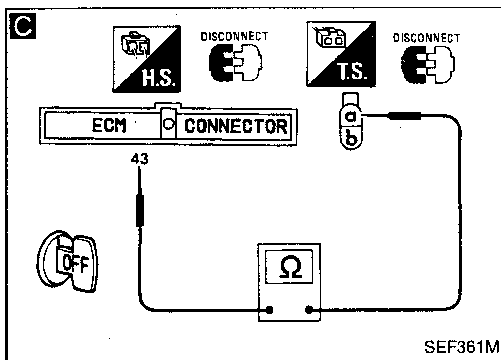 C
DISCONNECT
DISCONNECT
H.S.
T.S.
ECM CONNECTOR
a
b
43
OFF
Ω
SEF361M